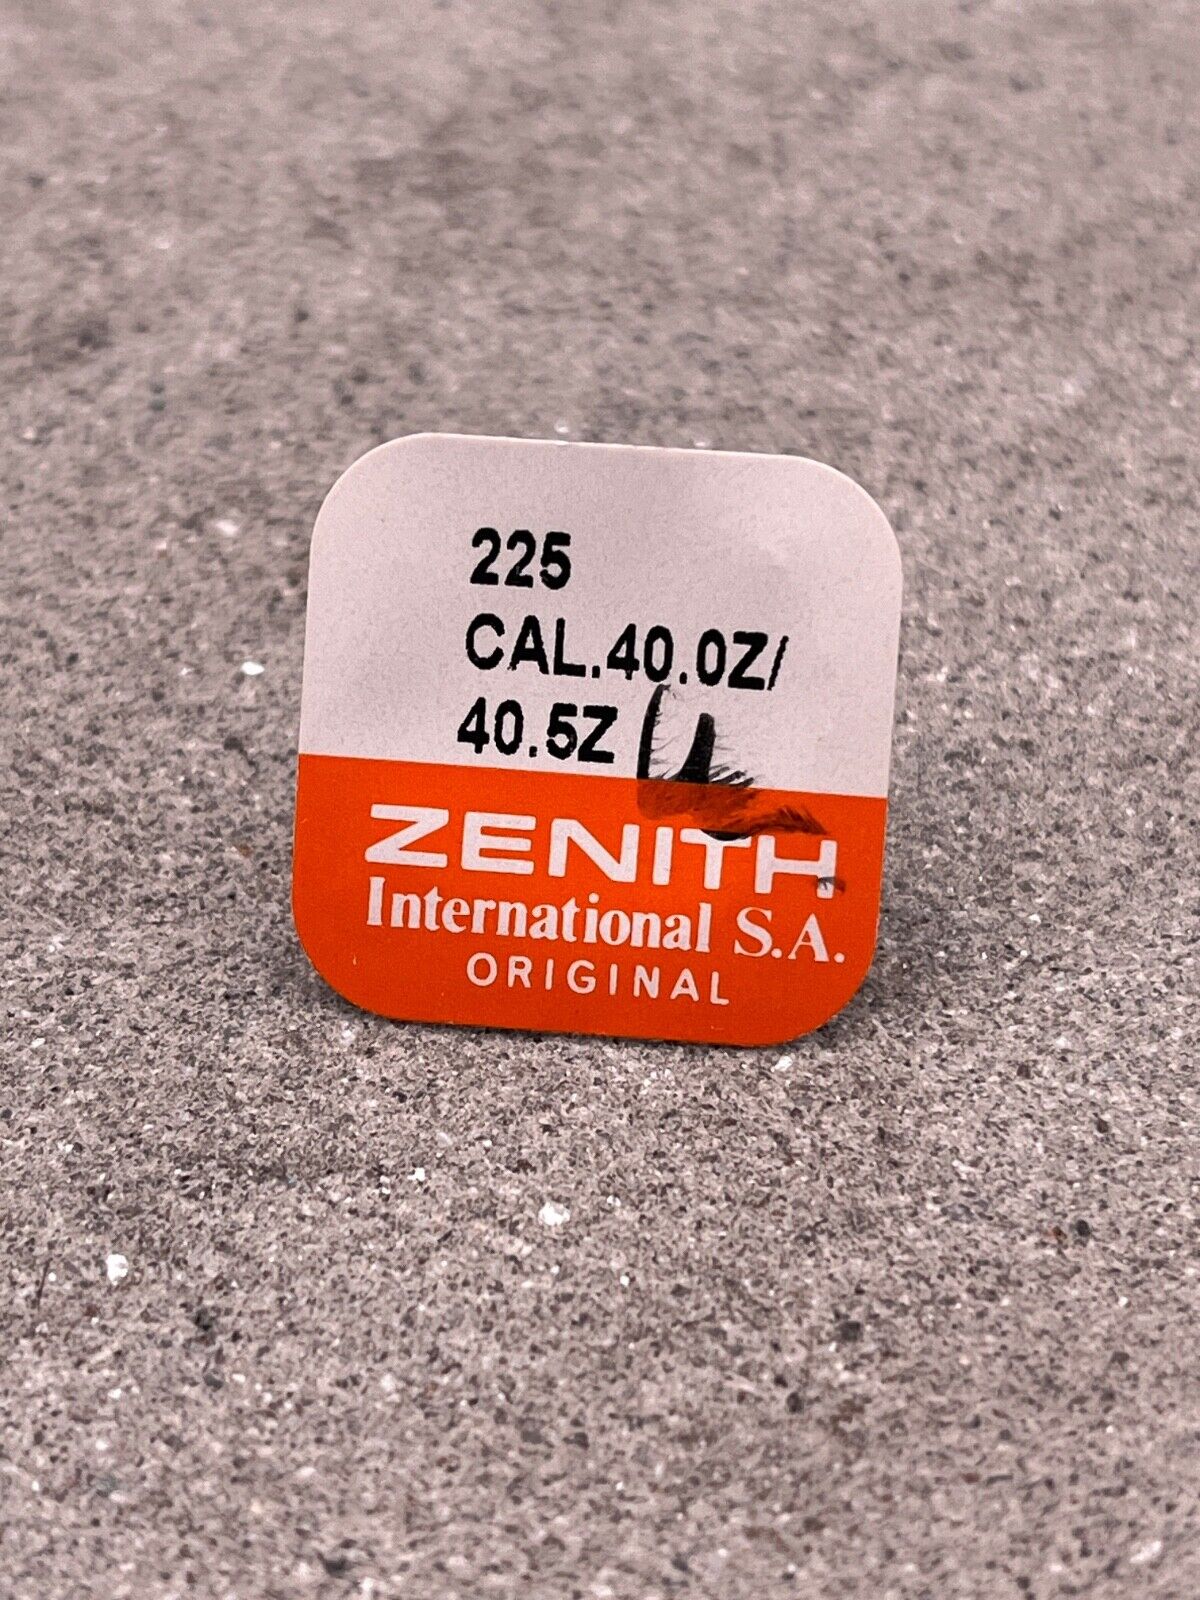 225
CAL.40.0Z/
40.5Z
ZENITH
International S.A.
ORIGINAL